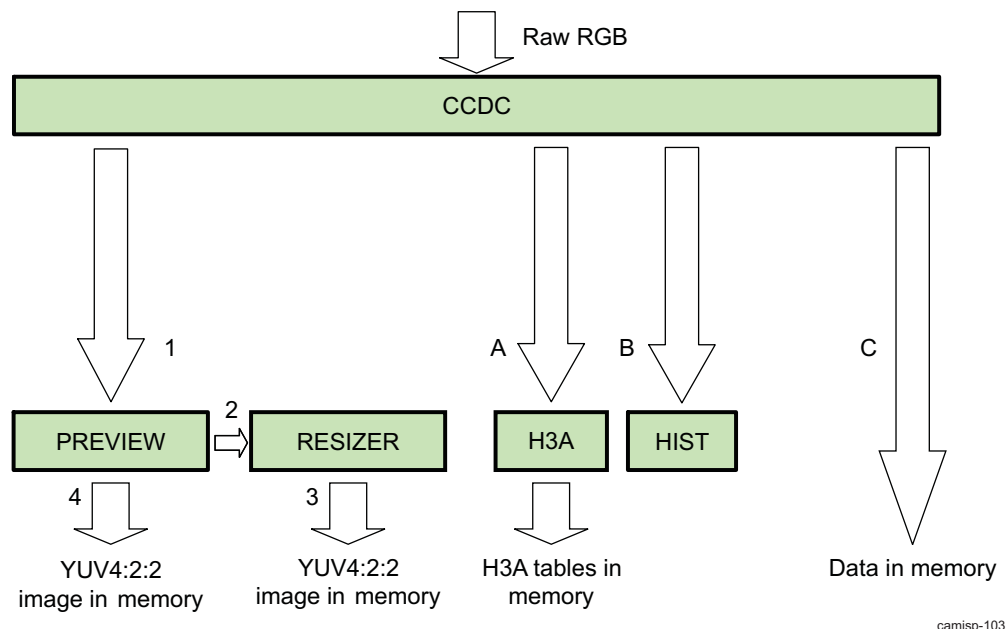 Raw RGB
CCDC
1
A
B
C
2
PREVIEW
RESIZER
H3A
HIST
4
3
YUV4:2:2
image in memory
YUV4:2:2
image in memory
H3A tables in
memory
Data in memory
camisp-103